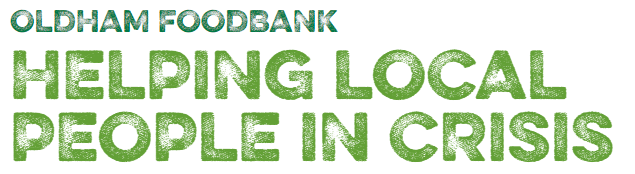 OLDHAM FOODBANK
HELPING LOCAL
PEOPLE IN CRISIS